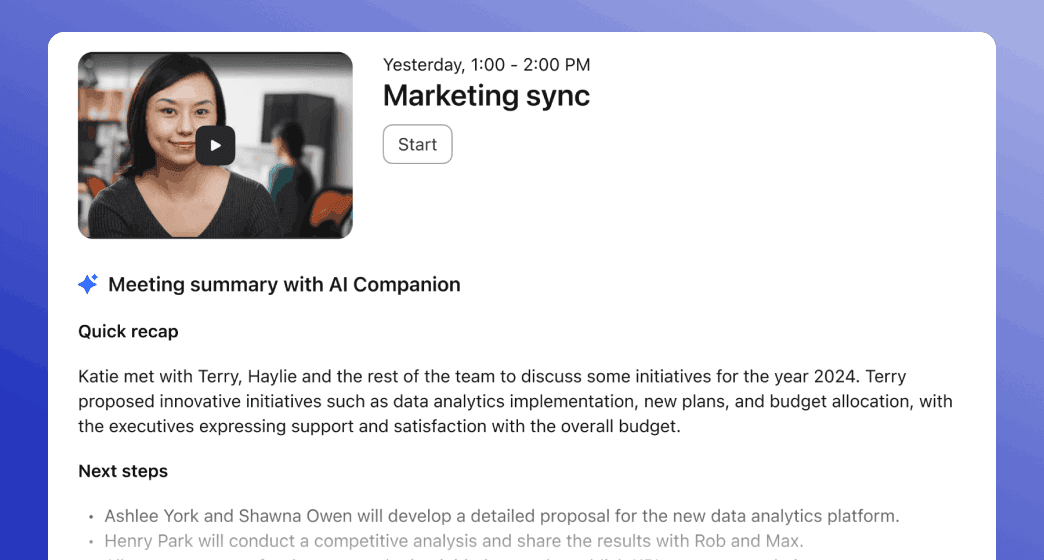 Yesterday, 1:00 - 2:00 PM
Marketing sync
Start
Meeting summary with AI Companion
Quick recap
Katie met with Terry, Haylie and the rest of the team to discuss some initiatives for the year 2024. Terry
proposed innovative initiatives such as data analytics implementation, new plans, and budget allocation, with
the executives expressing support and satisfaction with the overall budget.
Next steps
• Ashlee York and Shawna Owen will develop a detailed proposal for the new data analytics platform.
• Henry Park will conduct a competitive analysis and share the results with Rob and Max.